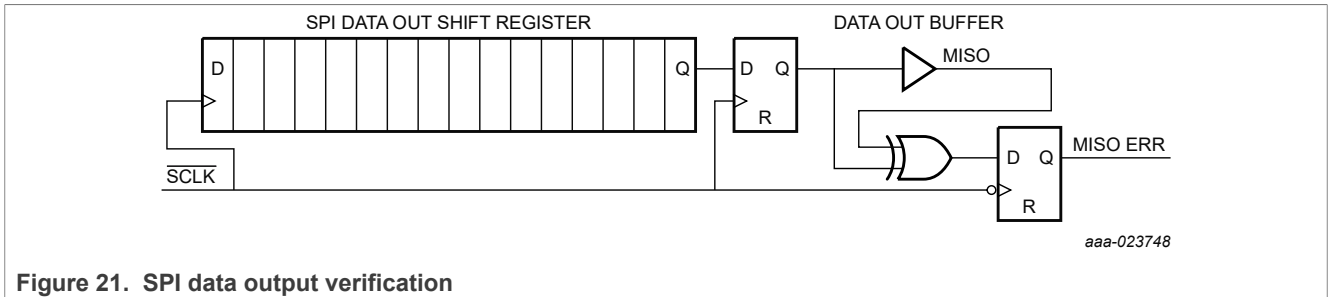 SPI DATA OUT SHIFT REGISTER
DATA OUT BUFFER
D
Q
D Q
R
MISO
SCLK
D Q
R
MISO ERR
aaa-023748
Figure 21. SPI data output verification